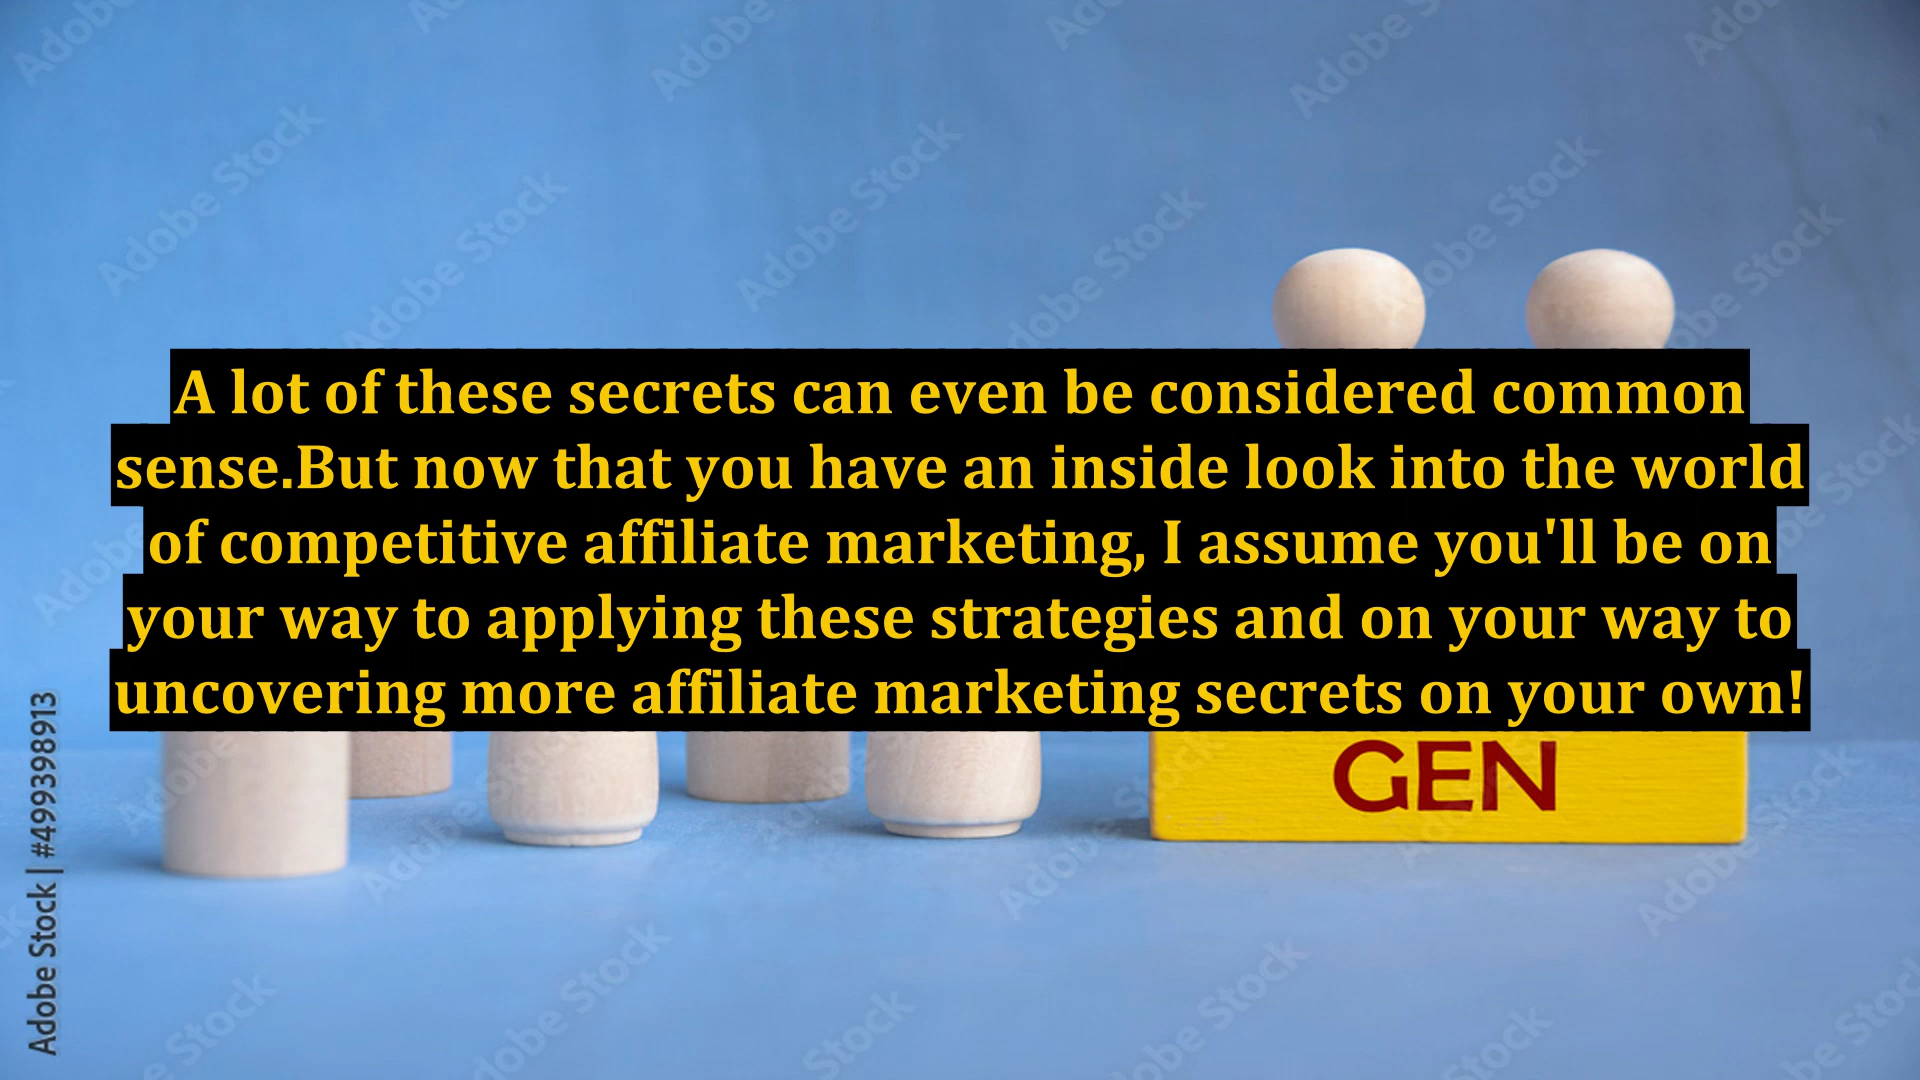 A lot of these secrets can even be considered common
sense.But now that you have an inside look into the world
of competitive affiliate marketing, I assume you'll be on
your way to applying these strategies and on your way to
uncovering more affiliate marketing secrets on your own!
GEN
Adobe Stock | #499398913
Adobe Stock